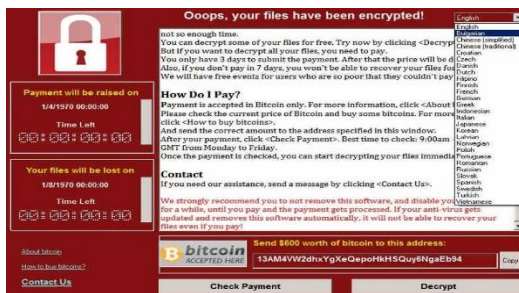 Ooops, your files have been encrypted!
English
English
Bulgarian
Chinese (simplified)
Chinese (traditional)
Croatian
Czech
Danish
Dutch
Filipino
Finnish
French
German
Greek
Indonesian
Italian
Japanese
Korean
Latvian
Norwegian
Polish
Portuguese
Romanian
Russian
Slovak
Spanish
Swedish
Turkish
Vietnamese
not so enough time.
You can decrypt some of your files for free. Try now by clicking <Decryp
But if you want to decrypt all your files, you need to pay.
You only have 3 days to submit the payment. After that the price will be d
Also, if you don't pay in 7 days, you won't be able to recover your files fo
We will have free events for users who are so poor that they couldn't pay
How Do I Pay?
Payment is accepted in Bitcoin only. For more information, click <About
Please check the current price of Bitcoin and buy some bitcoins. For more
click <How to buy bitcoins>.
And send the correct amount to the address specified in this window.
After your payment, click <Check Payment>. Best time to check: 9:00am
GMT from Monday to Friday.
Once the payment is checked, you can start decrypting your files immedia
Contact
If you need our assistance, send a message by clicking <Contact Us>.
We strongly recommend you to not remove this software, and disable you
for a while, until you pay and the payment gets processed. If your anti-virus gets
updated and removes this software automatically, it will not be able to recover your
files even if you pay!
Payment will be raised on
1/4/1970 00:00:00
Time Left
00:00:00:00
Your files will be lost on
1/8/1970 00:00:00
Time Left
00:00:00:00
About bitcoin
How to buy bitcoins?
Contact Us
bitcoin
ACCEPTED HERE
Send $600 worth of bitcoin to this address:
13AM4VW2dhxYgXeQepoHkHSQuy6NgaEb94
Copy
Check Payment
Decrypt